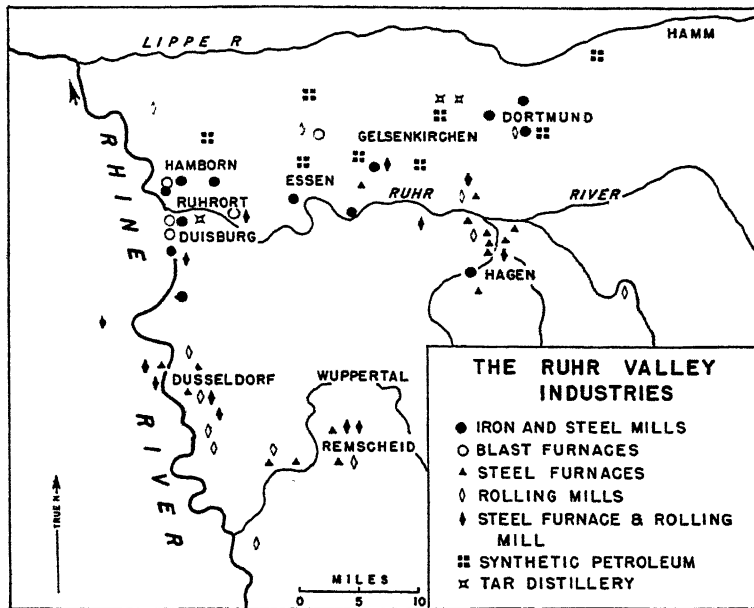 LIPPE R
HAMM
RHINE
DORTMUND
GELSENKIRCHEN
HAMBORN
ESSEN
RUHRORT
RUHR
RIVER
DUISBURG
HAGEN
DUSSELDORF
WUPPERTAL
REMSCHEID
RIVER
TRUE N
MILES
0 5 10
THE RUHR VALLEY
INDUSTRIES
IRON AND STEEL MILLS
BLAST FURNACES
STEEL FURNACES
ROLLING MILLS
STEEL FURNACE & ROLLING
MILL
SYNTHETIC PETROLEUM
TAR DISTILLERY